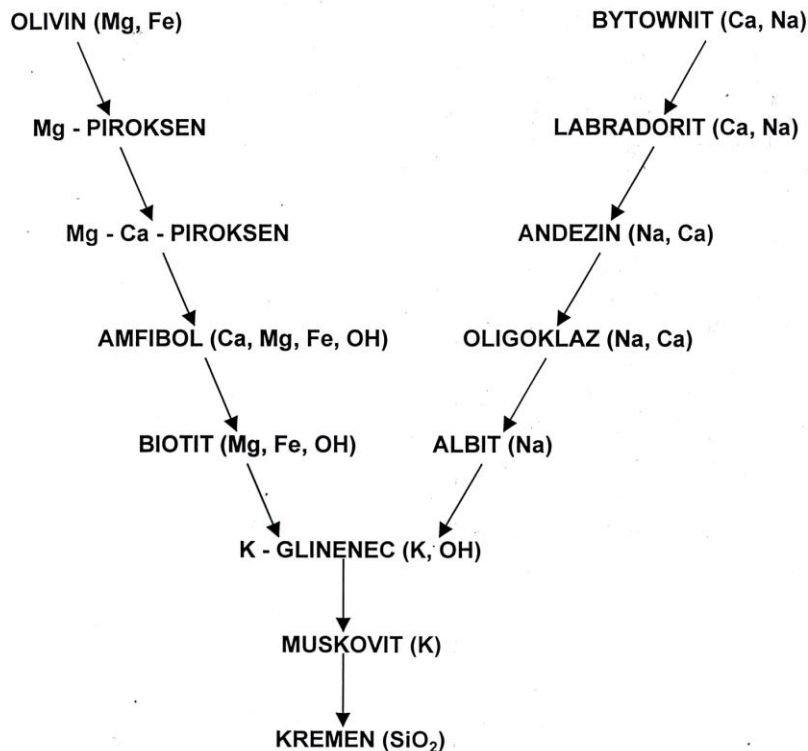 OLIVIN (Mg, Fe)
BYTOWNIT (Ca, Na)
Mg - PIROKSEN
LABRADORIT (Ca, Na)
Mg - Ca - PIROKSEN
ANDEZIN (Na, Ca)
AMFIBOL (Ca, Mg, Fe, OH)
OLIGOKLAZ (Na, Ca)
BIOTIT (Mg, Fe, OH)
ALBIT (Na)
K - GLINENEC (K, OH)
MUSKOVIT (K)
KREMEN (SiO₂)